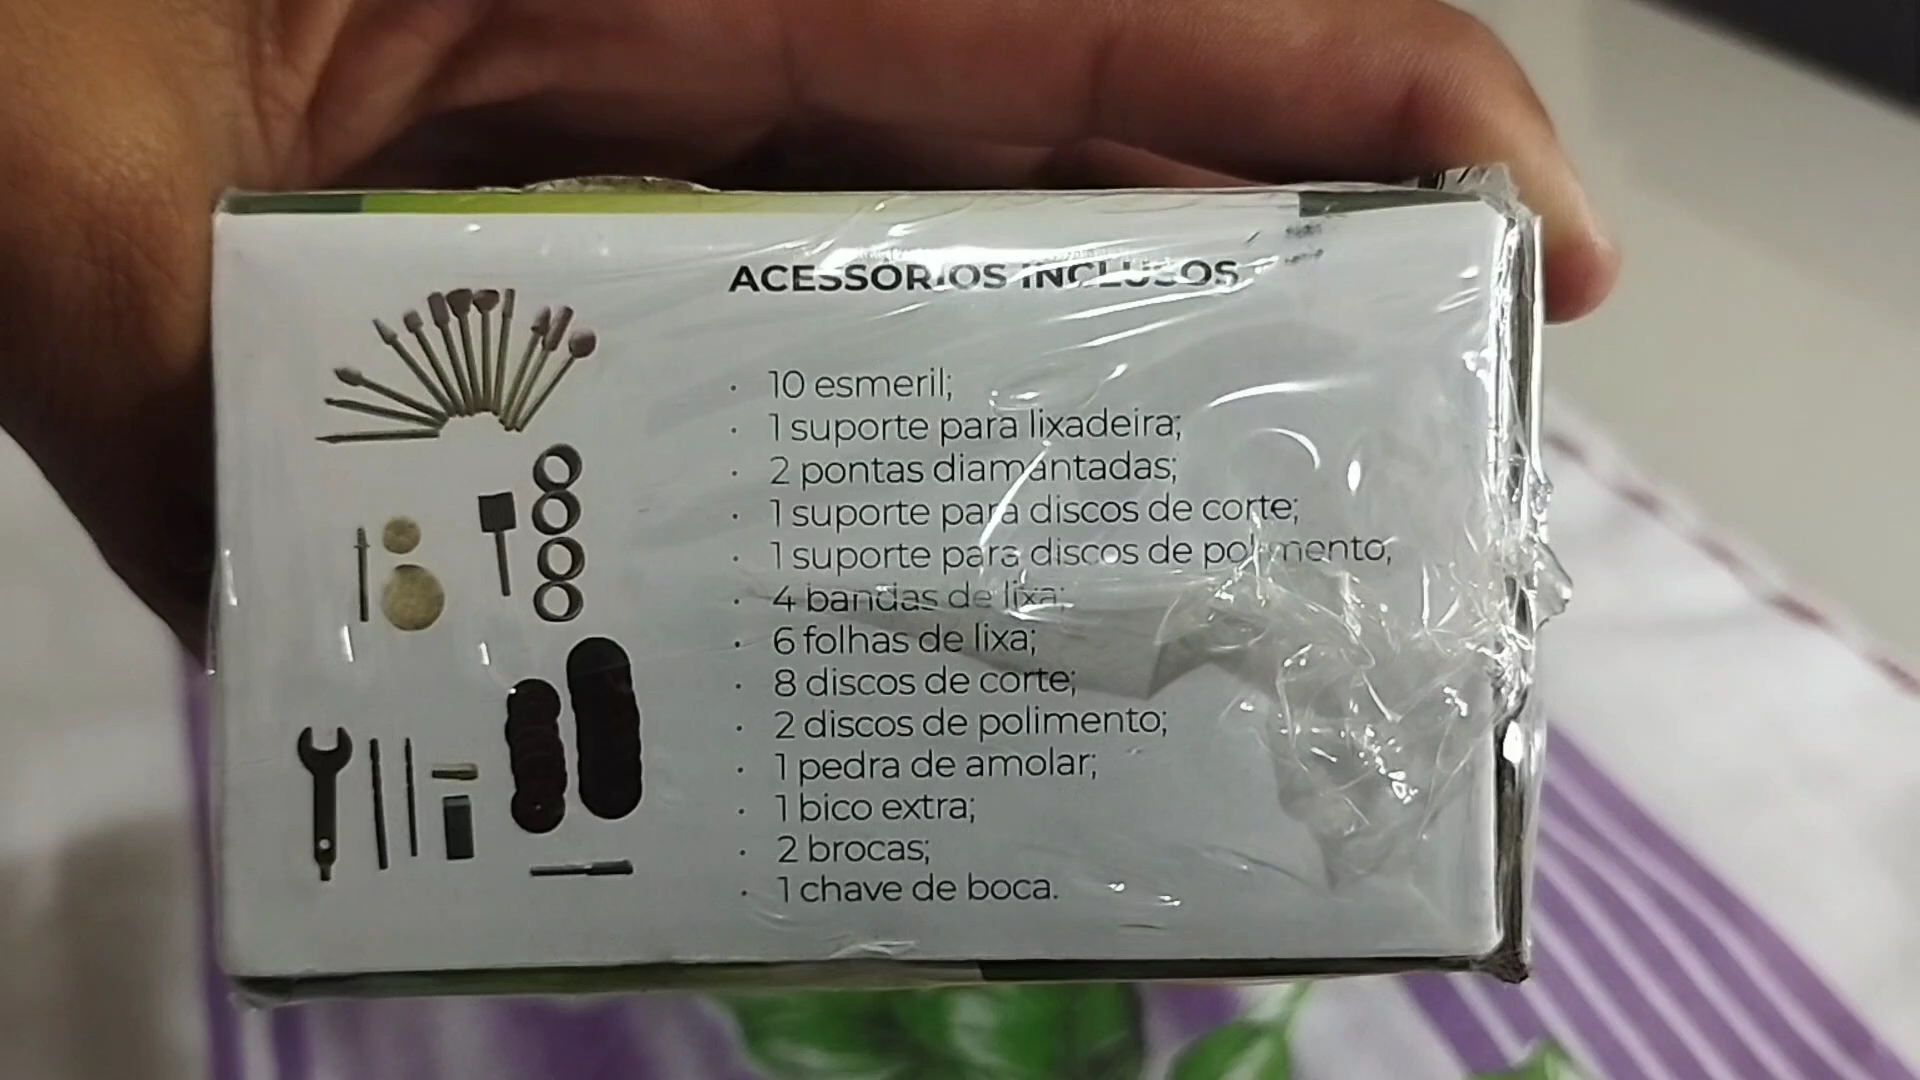 ACESSÓRIOS INCLUSOS
· 10 esmeril;
· 1 suporte para lixadeira;
· 2 pontas diamantadas;
· 1 suporte para discos de corte;
· 1 suporte para discos de polimento;
· 4 bandas de lixa;
· 6 folhas de lixa;
· 8 discos de corte;
· 2 discos de polimento;
· 1 pedra de amolar;
· 1 bico extra;
· 2 brocas;
· 1 chave de boca.